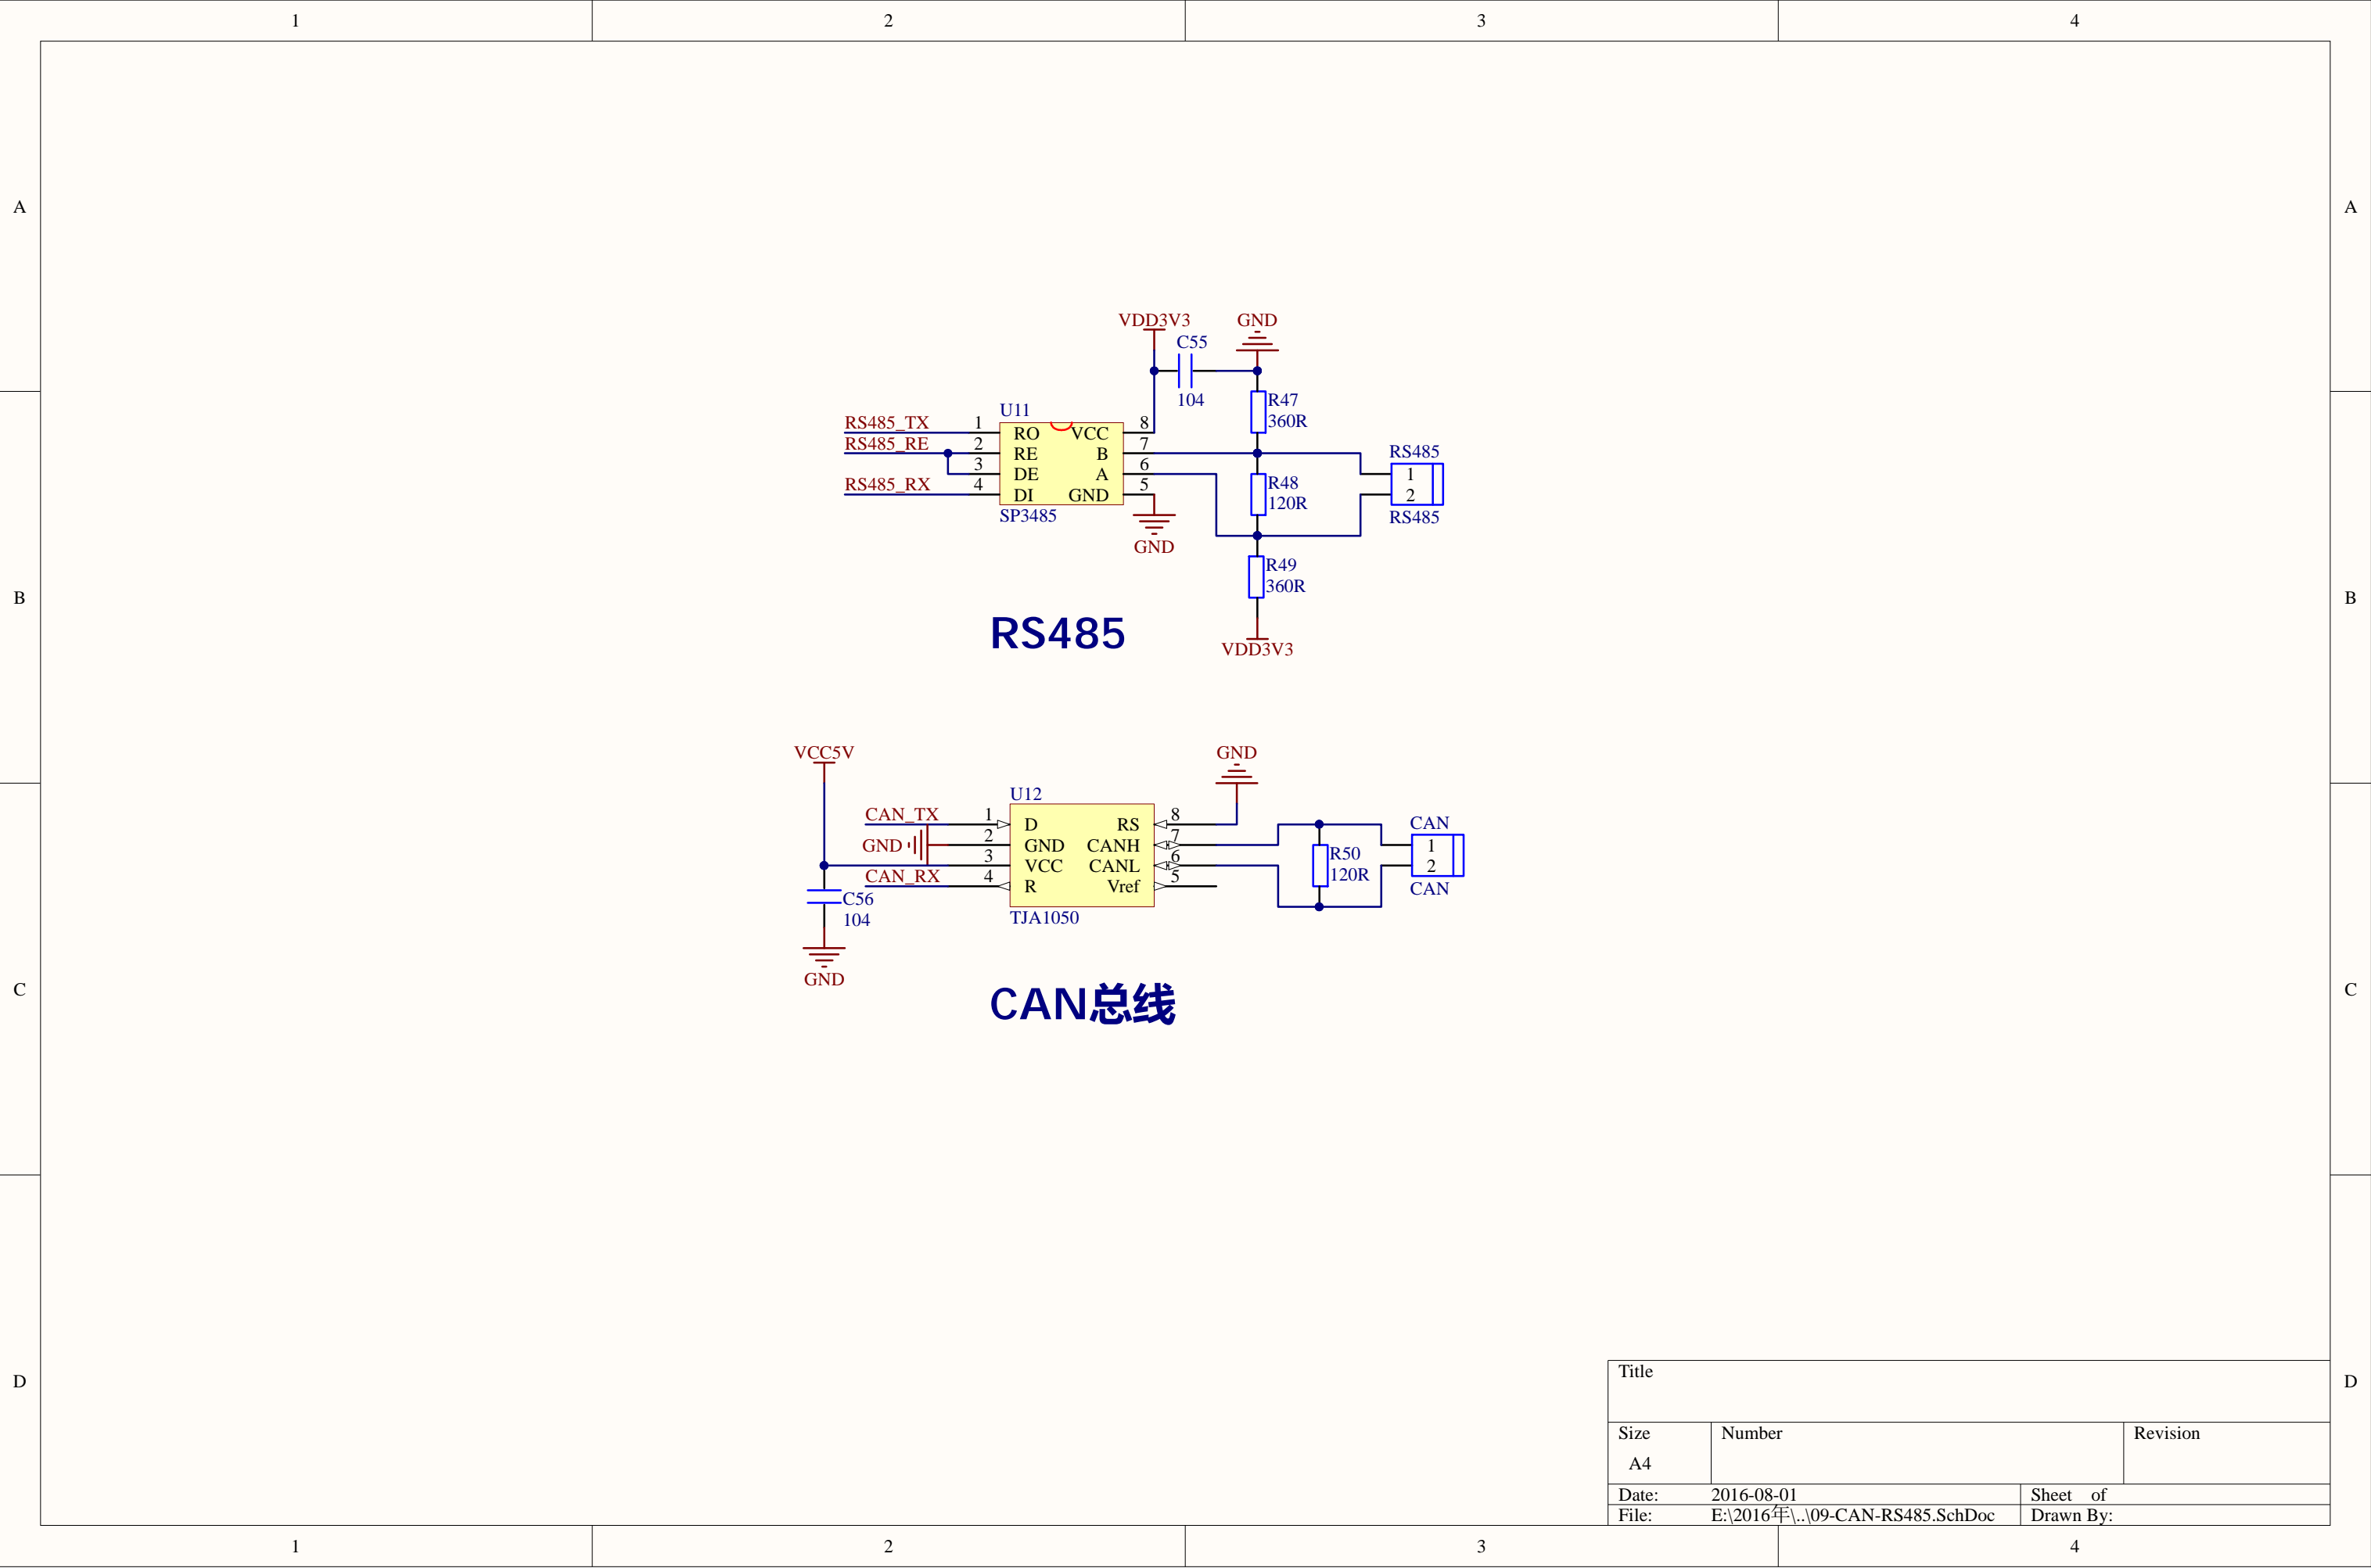 1 2 3 4
A A
VDD3V3 GND
C55
104
R47
360R
U11
RS485_TX 1 RO VCC 8
RS485_RE 2 RE B 7
3 DE A 6
RS485_RX 4 DI GND 5
SP3485
GND
R48
120R
RS485
1
2
RS485
R49
360R
VDD3V3
RS485
B B
VCC5V GND
U12
CAN_TX 1 D RS 8
GND 2 GND CANH 7
3 VCC CANL 6
CAN_RX 4 R Vref 5
TJA1050
R50
120R
CAN
1
2
CAN
C56
104
GND
CAN总线
C C
D D
Title
Size Number Revision
A4
Date: 2016-08-01 Sheet of
File: E:\2016年\..\09-CAN-RS485.SchDoc Drawn By:
1 2 3 4